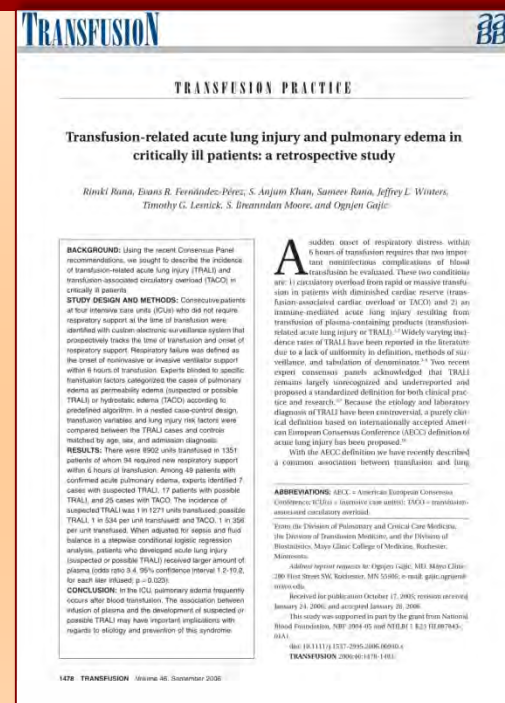 TRANSFUSION
aa
BB
TRANSFUSION PRACTICE
Transfusion-related acute lung injury and pulmonary edema in
critically ill patients: a retrospective study
Rimki Rana, Evans R. Fernández-Pérez, S. Anjum Khan, Sameer Rana, Jeffrey L. Winters,
Timothy G. Lesnick, S. Breanndan Moore, and Ognjen Gajic
BACKGROUND: Using the recent Consensus Panel
recommendations, we sought to describe the incidence
of transfusion-related acute lung injury (TRALI) and
transfusion-associated circulatory overload (TACO) in
critically ill patients.
STUDY DESIGN AND METHODS: Consecutive patients
at four intensive care units (ICUs) who did not require
respiratory support at the time of transfusion were
identified with custom electronic surveillance system that
prospectively tracks the time of transfusion and onset of
respiratory support. Respiratory failure was defined as
the onset of noninvasive or invasive ventilator support
within 6 hours of transfusion. Experts blinded to specific
transfusion factors categorized the cases of pulmonary
edema as permeability edema (suspected or possible
TRALI) or hydrostatic edema (TACO) according to
predefined algorithm. In a nested case-control design,
transfusion variables and lung injury risk factors were
compared between the TRALI cases and controls
matched by age, sex, and admission diagnosis.
RESULTS: There were 8902 units transfused in 1351
patients of whom 94 required new respiratory support
within 6 hours of transfusion. Among 49 patients with
confirmed acute pulmonary edema, experts identified 7
cases with suspected TRALI, 17 patients with possible
TRALI, and 25 cases with TACO. The incidence of
suspected TRALI was 1 in 1271 units transfused; possible
TRALI, 1 in 534 per unit transfused; and TACO, 1 in 356
per unit transfused. When adjusted for sepsis and fluid
balance in a stepwise conditional logistic regression
analysis, patients who developed acute lung injury
(suspected or possible TRALI) received larger amount of
plasma (odds ratio 3.4, 95% confidence interval 1.2-10.2,
for each liter infused; p = 0.023).
CONCLUSION: In the ICU, pulmonary edema frequently
occurs after blood transfusion. The association between
infusion of plasma and the development of suspected or
possible TRALI may have important implications with
regards to etiology and prevention of this syndrome.
A sudden onset of respiratory distress within
6 hours of transfusion requires that two impor-
tant noninfectious complications of blood
transfusion be evaluated. These two conditions
are: 1) circulatory overload from rapid or massive transfu-
sion in patients with diminished cardiac reserve (trans-
fusion-associated cardiac overload or TACO) and 2) an
immune-mediated acute lung injury resulting from
transfusion of plasma-containing products (transfusion-
related acute lung injury or TRALI). Widely varying inci-
dence rates of TRALI have been reported in the literature
due to a lack of uniformity in definition, methods of sur-
veillance, and tabulation of denominator. Two recent
expert consensus panels acknowledged that TRALI
remains largely unrecognized and underreported and
proposed a standardized definition for both clinical prac-
tice and research. Because the etiology and laboratory
diagnosis of TRALI have been controversial, a purely clin-
ical definition based on internationally accepted Ameri-
can European Consensus Conference (AECC) definition of
acute lung injury has been proposed.
With the AECC definition we have recently described
a common association between transfusion and lung
ABBREVIATIONS: AECC = American European Consensus
Conference; ICU(s) = intensive care unit(s); TACO = transfusion-
associated circulatory overload.
From the Division of Pulmonary and Critical Care Medicine,
the Division of Transfusion Medicine, and the Division of
Biostatistics, Mayo Clinic College of Medicine, Rochester,
Minnesota.
Address reprint requests to: Ognjen Gajic, MD, Mayo Clinic,
200 First Street SW, Rochester, MN 55905; e-mail:
Received for publication October 17, 2005; revision received
January 24, 2006, and accepted January 28, 2006.
This study was supported in part by the grant from National
Blood Foundation, NBF 2004-05 and NHLBI
TRANSFUSION 2006;46:1478-1483.
1478 TRANSFUSION Volume 46, September 2006